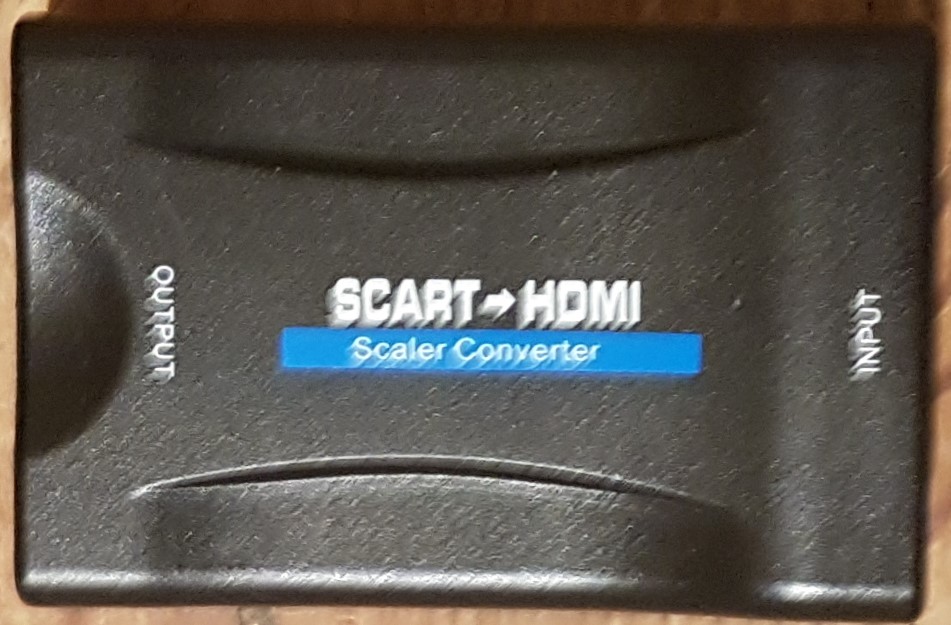 SCART➡HDMI
Scaler Converter
OUTPUT
INPUT